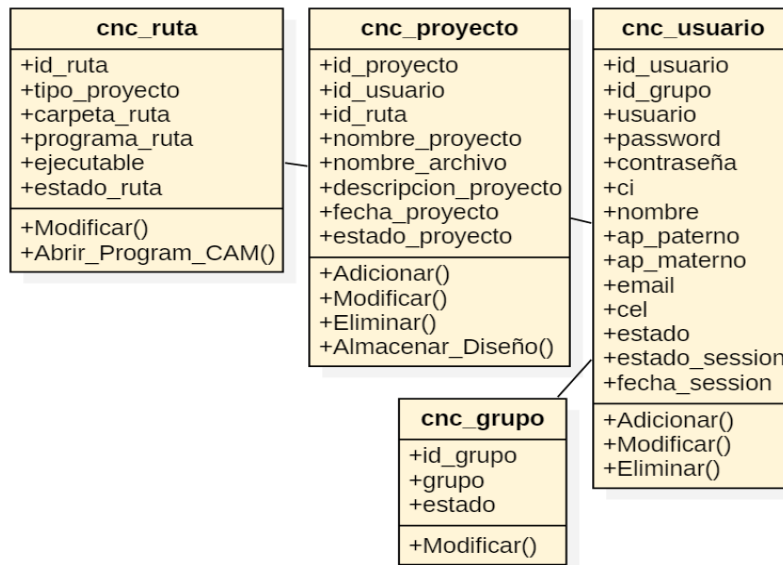 cnc_ruta
+id_ruta
+tipo_proyecto
+carpeta_ruta
+programa_ruta
+ejecutable
+estado_ruta
+Modificar()
+Abrir_Program_CAM()
cnc_proyecto
+id_proyecto
+id_usuario
+id_ruta
+nombre_proyecto
+nombre_archivo
+descripcion_proyecto
+fecha_proyecto
+estado_proyecto
+Adicionar()
+Modificar()
+Eliminar()
+Almacenar_Diseño()
cnc_usuario
+id_usuario
+id_grupo
+usuario
+password
+contraseña
+ci
+nombre
+ap_paterno
+ap_materno
+email
+cel
+estado
+estado_session
+fecha_session
+Adicionar()
+Modificar()
+Eliminar()
cnc_grupo
+id_grupo
+grupo
+estado
+Modificar()